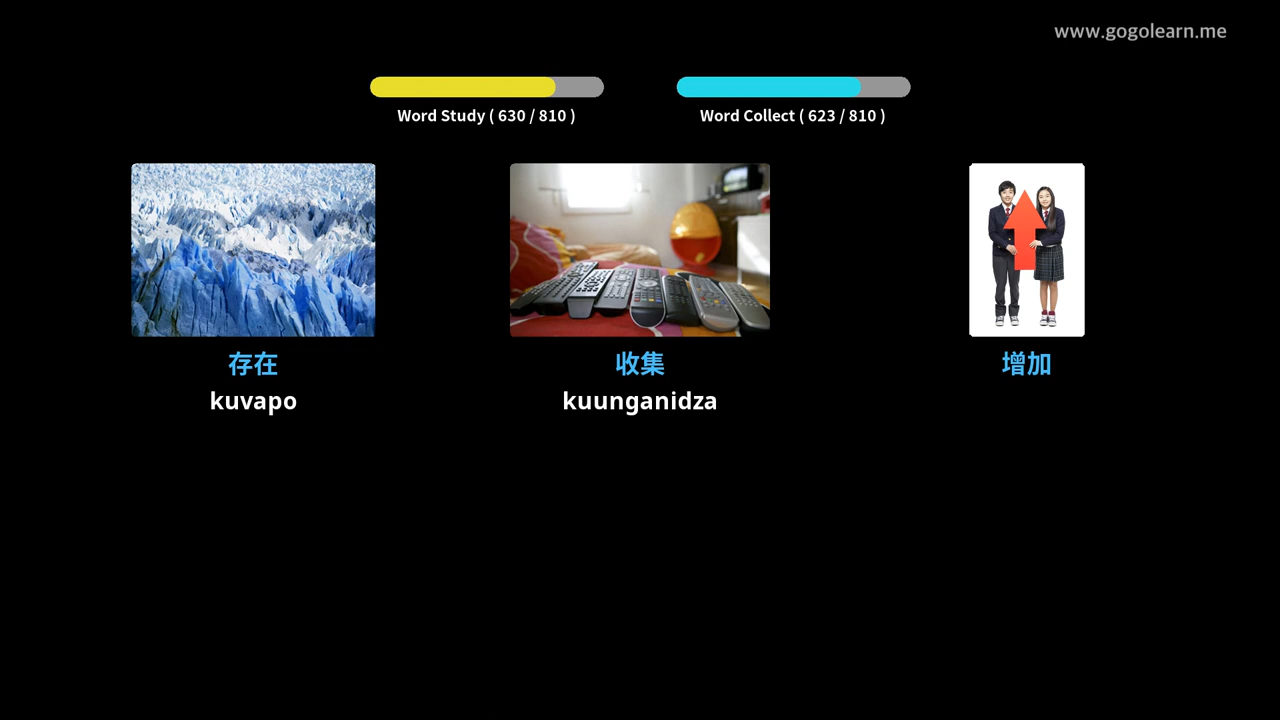 www.gogolearn.me
Word Study ( 630 / 810 )
Word Collect ( 623 / 810 )
存在
kuvapo
收集
kuunganidza
增加